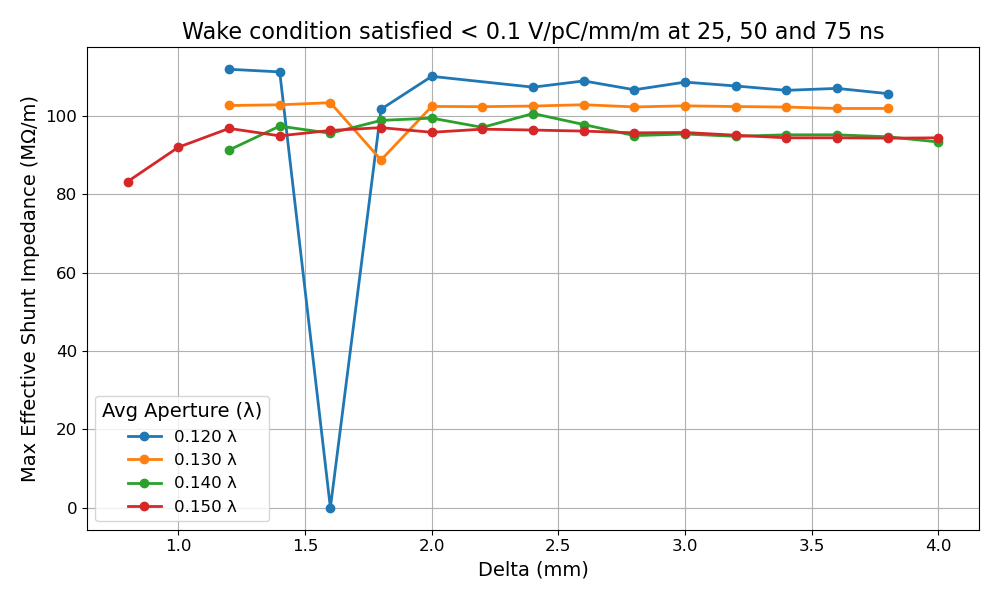 Wake condition satisfied < 0.1 V/pC/mm/m at 25, 50 and 75 ns
Max Effective Shunt Impedance (MΩ/m)
100
80
60
40
20
0
Avg Aperture (λ)
0.120 λ
0.130 λ
0.140 λ
0.150 λ
1.0 1.5 2.0 2.5 3.0 3.5 4.0
Delta (mm)